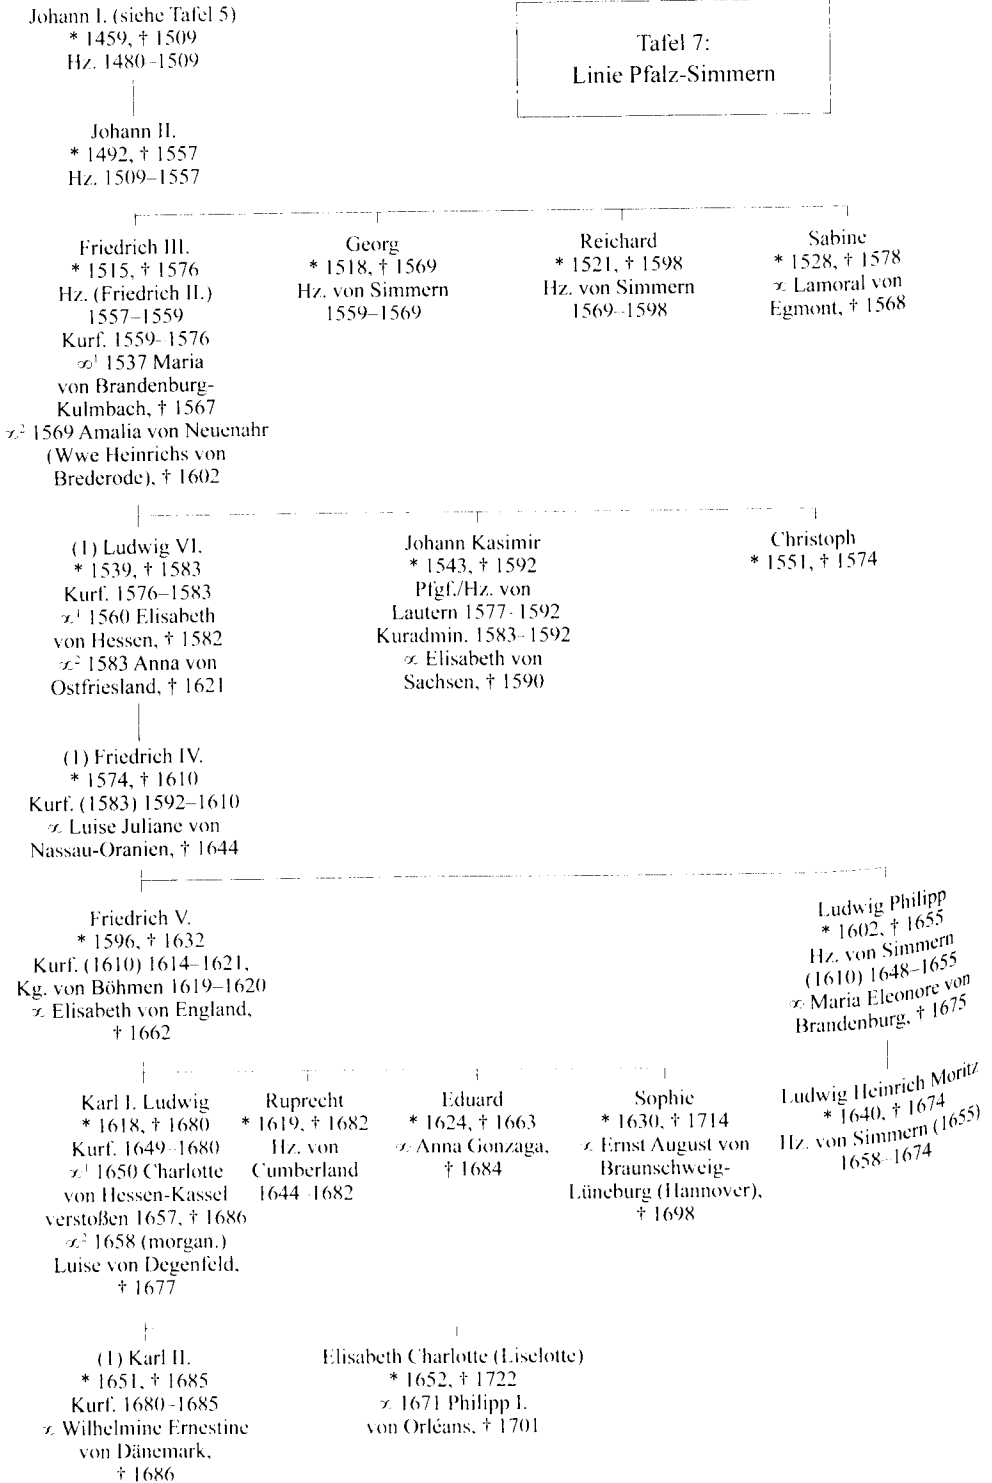 Johann I. (siehe Tafel 5)
* 1459, † 1509
Hz. 1480–1509
Tafel 7:
Linie Pfalz-Simmern
Johann II.
* 1492, † 1557
Hz. 1509–1557
Friedrich III.
* 1515, † 1576
Hz. (Friedrich II.)
1557–1559
Kurf. 1559–1576
⚭¹ 1537 Maria
von Brandenburg-
Kulmbach, † 1567
⚭² 1569 Amalia von Neuenahr
(Wwe Heinrichs von
Brederode), † 1602
Georg
* 1518, † 1569
Hz. von Simmern
1559–1569
Reichard
* 1521, † 1598
Hz. von Simmern
1569–1598
Sabine
* 1528, † 1578
⚭ Lamoral von
Egmont, † 1568
(1) Ludwig VI.
* 1539, † 1583
Kurf. 1576–1583
⚭¹ 1560 Elisabeth
von Hessen, † 1582
⚭² 1583 Anna von
Ostfriesland, † 1621
Johann Kasimir
* 1543, † 1592
Pfgf./Hz. von
Lautern 1577–1592
Kuradmin. 1583–1592
⚭ Elisabeth von
Sachsen, † 1590
Christoph
* 1551, † 1574
(1) Friedrich IV.
* 1574, † 1610
Kurf. (1583) 1592–1610
⚭ Luise Juliane von
Nassau-Oranien, † 1644
Friedrich V.
* 1596, † 1632
Kurf. (1610) 1614–1621,
Kg. von Böhmen 1619–1620
⚭ Elisabeth von England,
† 1662
Ludwig Philipp
* 1602, † 1655
Hz. von Simmern
(1610) 1648–1655
⚭ Maria Eleonore von
Brandenburg, † 1675
Karl I. Ludwig
* 1618, † 1680
Kurf. 1649–1680
⚭¹ 1650 Charlotte
von Hessen-Kassel
verstoßen 1657, † 1686
⚭² 1658 (morgan.)
Luise von Degenfeld,
† 1677
Ruprecht
* 1619, † 1682
Hz. von
Cumberland
1644–1682
Eduard
* 1624, † 1663
⚭ Anna Gonzaga,
† 1684
Sophie
* 1630, † 1714
⚭ Ernst August von
Braunschweig-
Lüneburg (Hannover),
† 1698
Ludwig Heinrich Moritz
* 1640, † 1674
Hz. von Simmern (1655)
1658–1674
(1) Karl II.
* 1651, † 1685
Kurf. 1680–1685
⚭ Wilhelmine Ernestine
von Dänemark,
† 1686
Elisabeth Charlotte (Liselotte)
* 1652, † 1722
⚭ 1671 Philipp I.
von Orléans, † 1701